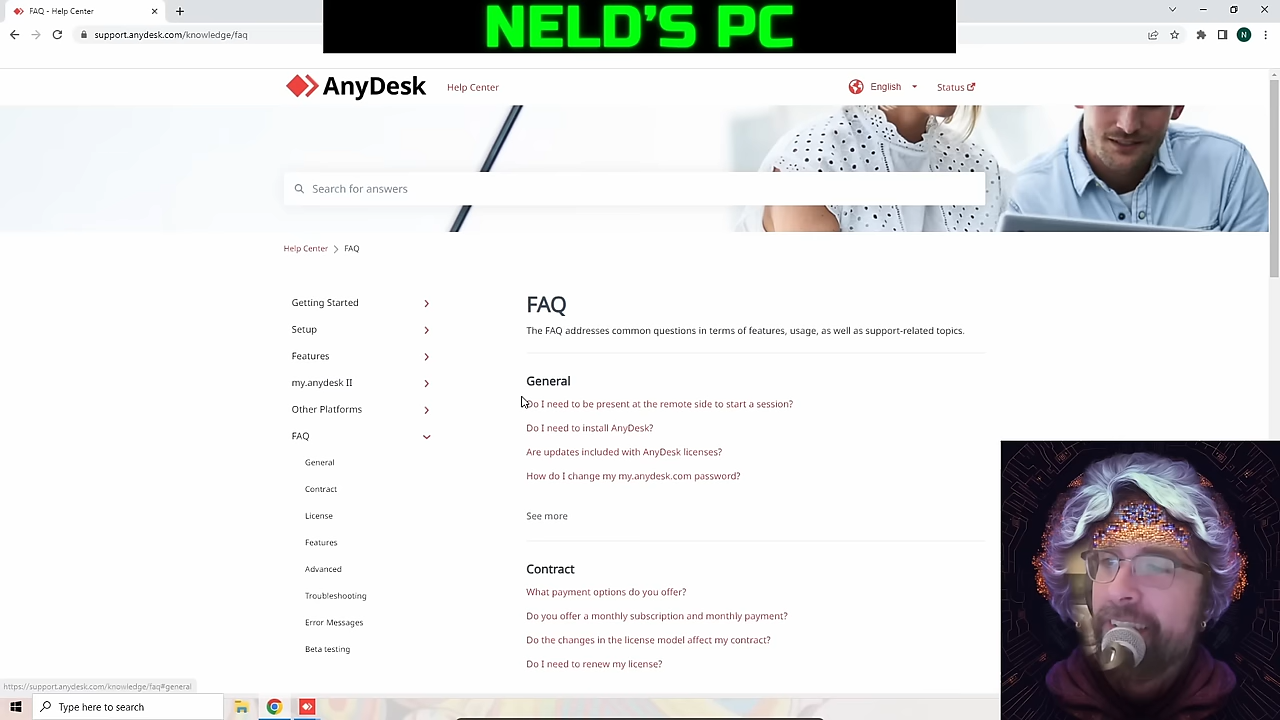 NELD'S PC
FAQ - Help Center
support.anydesk.com/knowledge/faq
N
AnyDesk
Help Center
English
Status
Search for answers
Help Center
FAQ
Getting Started
Setup
Features
my.anydesk II
Other Platforms
FAQ
General
Contract
License
Features
Advanced
Troubleshooting
Error Messages
Beta testing
FAQ
The FAQ addresses common questions in terms of features, usage, as well as support-related topics.
General
Do I need to be present at the remote side to start a session?
Do I need to install AnyDesk?
Are updates included with AnyDesk licenses?
How do I change my my.anydesk.com password?
See more
Contract
What payment options do you offer?
Do you offer a monthly subscription and monthly payment?
Do the changes in the license model affect my contract?
Do I need to renew my license?
https://support.anydesk.com/knowledge/faq#general
Type here to search